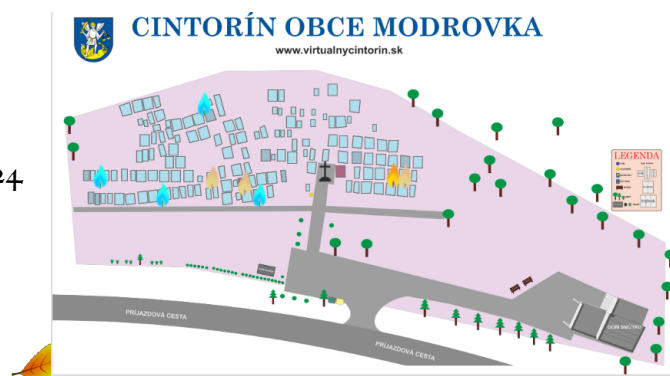 CINTORÍN OBCE MODROVKA
www.virtualnycintorin.sk
24
LEGENDA
DOM SMÚTKU
PRÍJAZDOVÁ CESTA
PRÍJAZDOVÁ CESTA